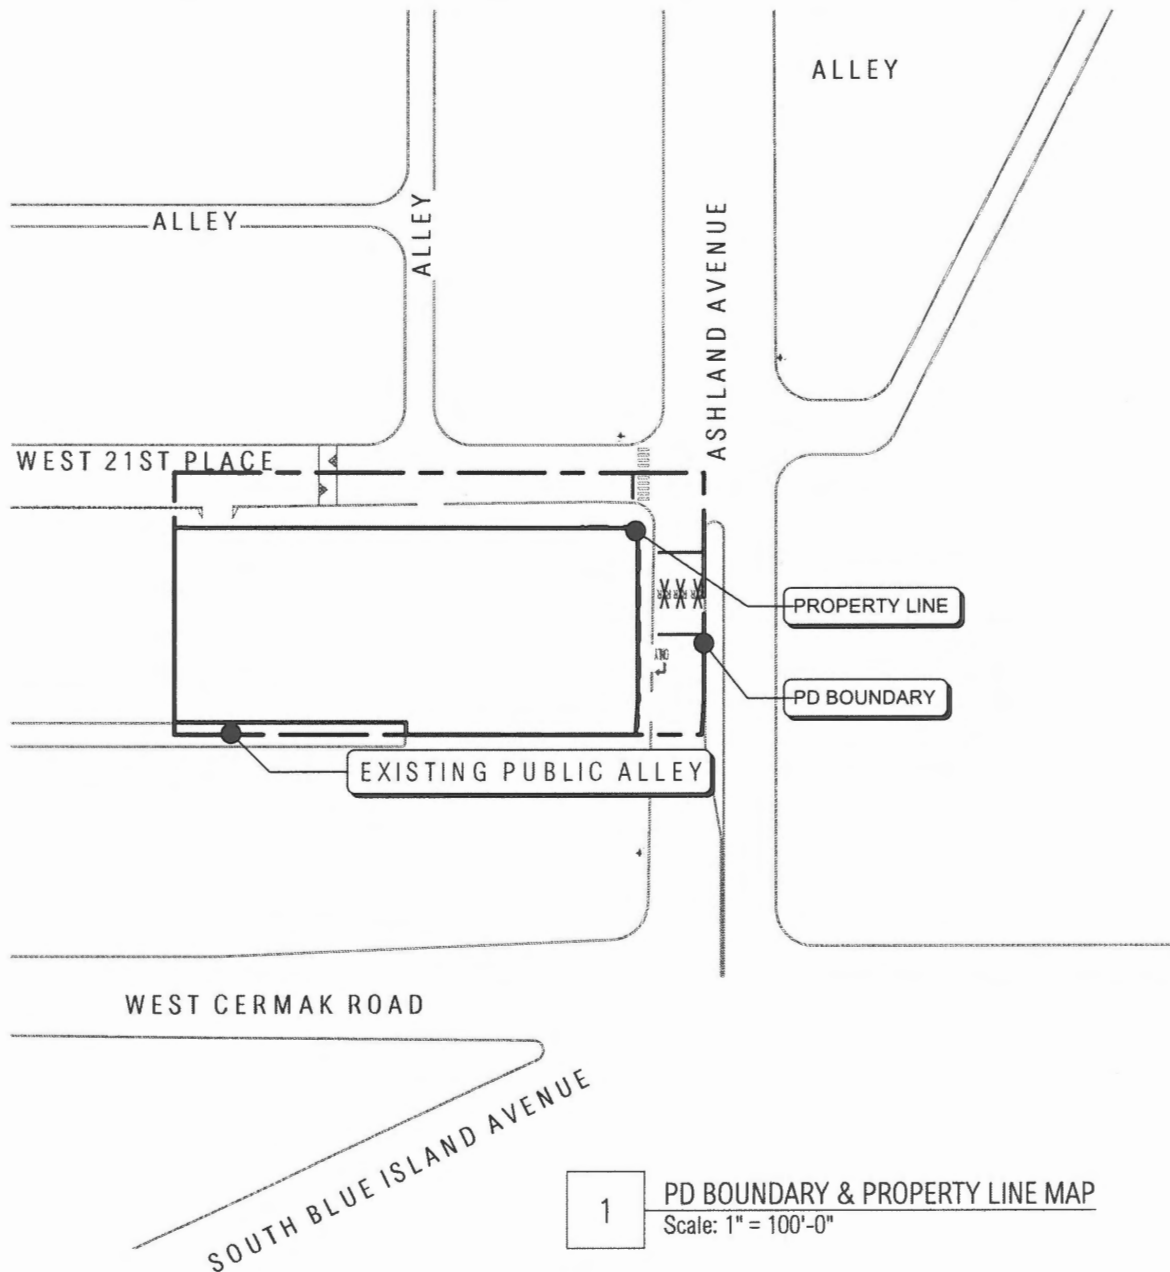 ALLEY
ALLEY
ALLEY
ASHLAND AVENUE
WEST 21ST PLACE
PROPERTY LINE
ONLY
PD BOUNDARY
EXISTING PUBLIC ALLEY
WEST CERMAK ROAD
SOUTH BLUE ISLAND AVENUE
1
PD BOUNDARY & PROPERTY LINE MAP
Scale: 1" = 100'-0"